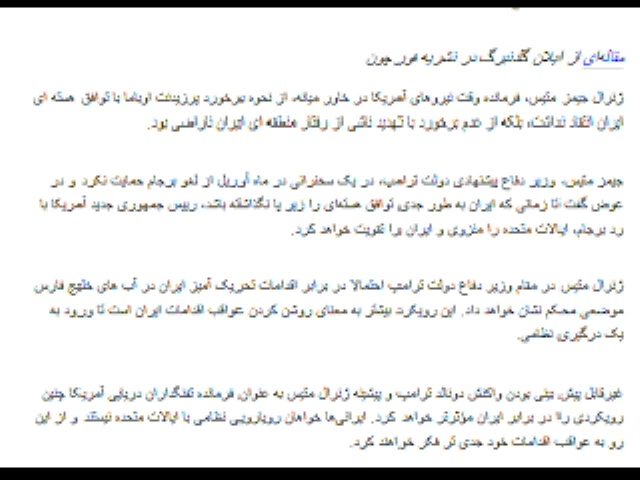 مقاله‌ای از ایلان گلدنبرگ در نشریه فورچون
ژنرال جیمز متیس، فرمانده وقت نیروهای آمریکا در خاور میانه، از نحوه برخورد پرزیدنت اوباما با توافق هسته ای
ایران انتقاد نداشت، بلکه از عدم برخورد با تهدید ناشی از رفتار منطقه ای ایران ناراضی بود.
جیمز متیس، وزیر دفاع پیشنهادی دولت ترامپ، در یک سخنرانی در ماه آوریل از لغو برجام حمایت نکرد و در
عوض گفت تا زمانی که ایران به طور جدی توافق هسته‌ای را زیر پا نگذاشته باشد، رییس جمهوری جدید آمریکا با
رد برجام، ایالات متحده را منزوی و ایران را تقویت خواهد کرد.
ژنرال متیس در مقام وزیر دفاع دولت ترامپ احتمالا در برابر اقدامات تحریک آمیز ایران در آب های خلیج فارس
موضعی محکم نشان خواهد داد. این رویکرد بیشتر به معنای روشن کردن عواقب اقدامات ایران است تا ورود به
یک درگیری نظامی.
غیرقابل پیش بینی بودن واکنش دونالد ترامپ و پیشینه ژنرال متیس به عنوان فرمانده تفنگداران دریایی آمریکا چنین
رویکردی را در برابر ایران مؤثرتر خواهد کرد. ایرانی‌ها خواهان رویارویی نظامی با ایالات متحده نیستند و از این
رو به عواقب اقدامات خود جدی تر فکر خواهند کرد.